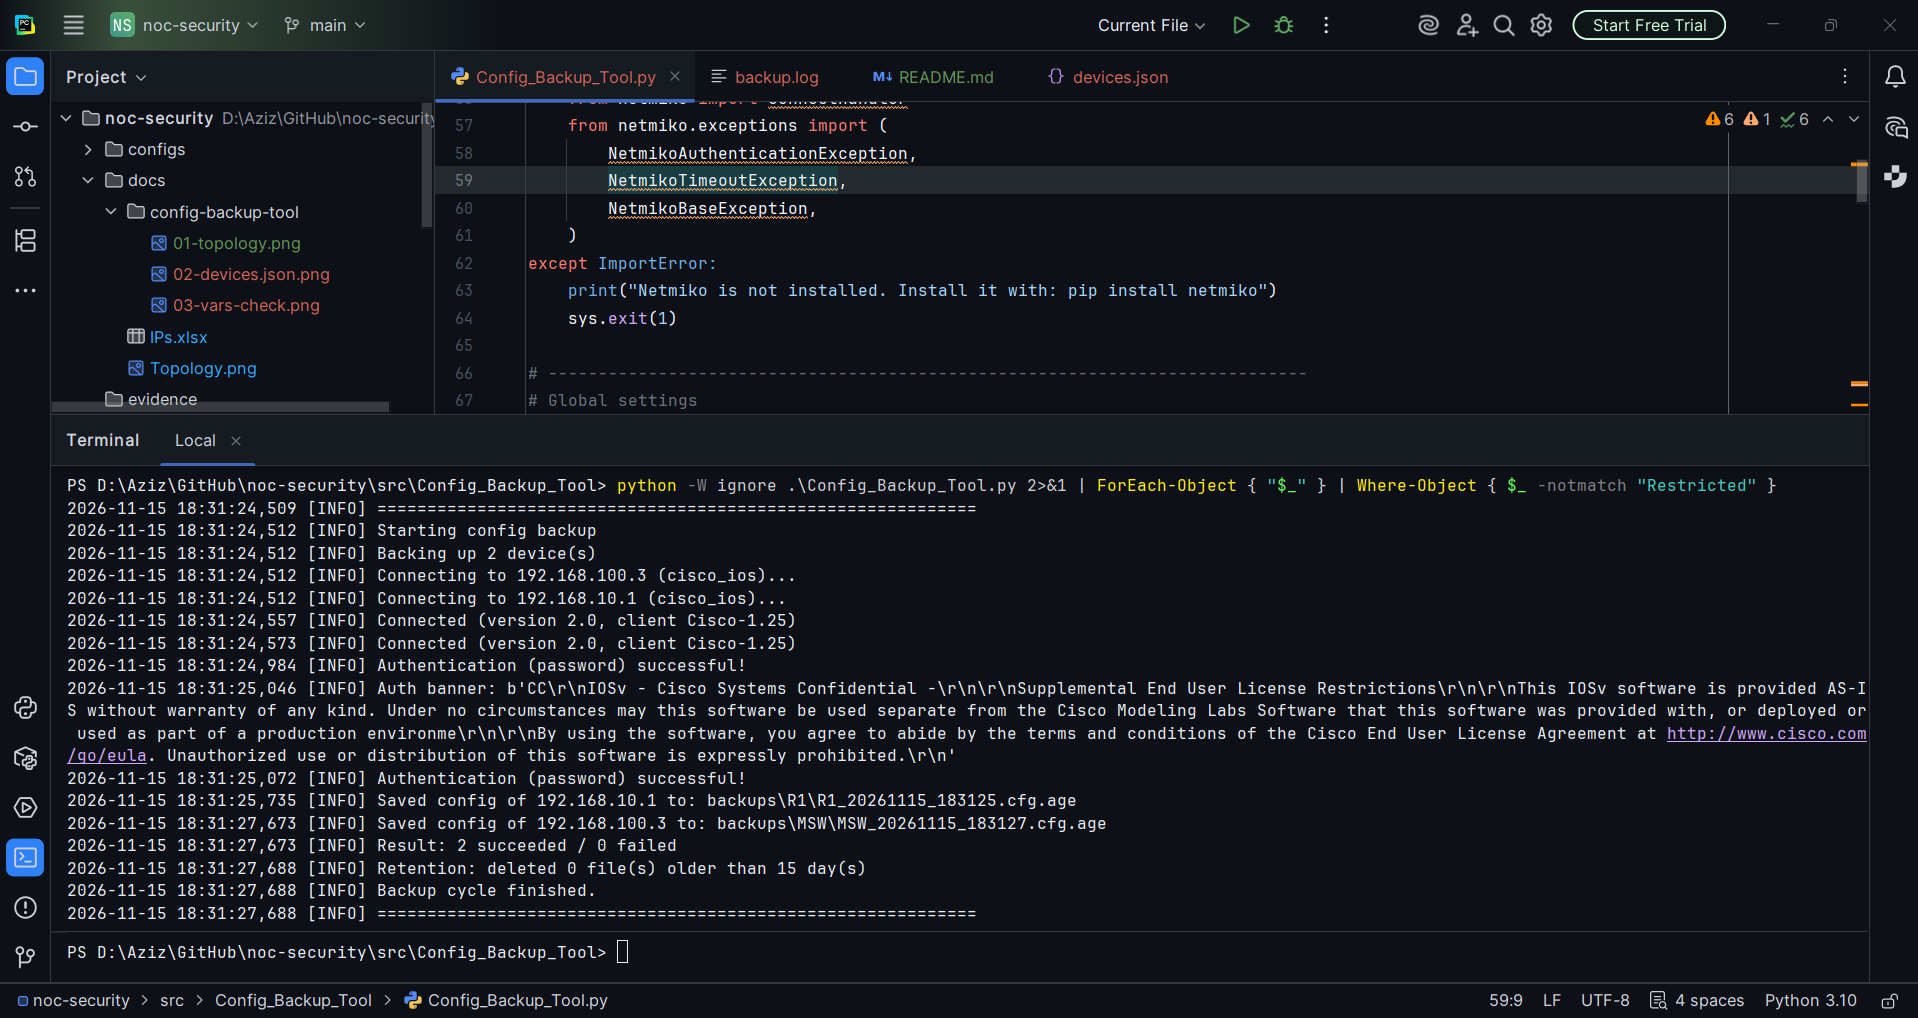 NS noc-security main Current File Start Free Trial
Project
noc-security D:\Aziz\GitHub\noc-security
configs
docs
config-backup-tool
01-topology.png
02-devices.json.png
03-vars-check.png
IPs.xlsx
Topology.png
evidence
Config_Backup_Tool.py backup.log README.md devices.json
6 1 6
57 from netmiko.exceptions import (
58 NetmikoAuthenticationException,
59 NetmikoTimeoutException,
60 NetmikoBaseException,
61 )
62 except ImportError:
63 print("Netmiko is not installed. Install it with: pip install netmiko")
64 sys.exit(1)
65
66 # ----------------------------------------------------------------------------
67 # Global settings
Terminal Local
PS D:\Aziz\GitHub\noc-security\src\Config_Backup_Tool> python -W ignore .\Config_Backup_Tool.py 2>&1 | ForEach-Object { "$_" } | Where-Object { $_ -notmatch "Restricted" }
2026-11-15 18:31:24,509 [INFO] ============================================================
2026-11-15 18:31:24,512 [INFO] Starting config backup
2026-11-15 18:31:24,512 [INFO] Backing up 2 device(s)
2026-11-15 18:31:24,512 [INFO] Connecting to 192.168.100.3 (cisco_ios)...
2026-11-15 18:31:24,512 [INFO] Connecting to 192.168.10.1 (cisco_ios)...
2026-11-15 18:31:24,557 [INFO] Connected (version 2.0, client Cisco-1.25)
2026-11-15 18:31:24,573 [INFO] Connected (version 2.0, client Cisco-1.25)
2026-11-15 18:31:24,984 [INFO] Authentication (password) successful!
2026-11-15 18:31:25,046 [INFO] Auth banner: b'CC\r\nIOSv - Cisco Systems Confidential -\r\n\r\nSupplemental End User License Restrictions\r\n\r\nThis IOSv software is provided AS-I
S without warranty of any kind. Under no circumstances may this software be used separate from the Cisco Modeling Labs Software that this software was provided with, or deployed or
used as part of a production environme\r\n\r\nBy using the software, you agree to abide by the terms and conditions of the Cisco End User License Agreement at http://www.cisco.com
/go/eula. Unauthorized use or distribution of this software is expressly prohibited.\r\n'
2026-11-15 18:31:25,072 [INFO] Authentication (password) successful!
2026-11-15 18:31:25,735 [INFO] Saved config of 192.168.10.1 to: backups\R1\R1_20261115_183125.cfg.age
2026-11-15 18:31:27,673 [INFO] Saved config of 192.168.100.3 to: backups\MSW\MSW_20261115_183127.cfg.age
2026-11-15 18:31:27,673 [INFO] Result: 2 succeeded / 0 failed
2026-11-15 18:31:27,688 [INFO] Retention: deleted 0 file(s) older than 15 day(s)
2026-11-15 18:31:27,688 [INFO] Backup cycle finished.
2026-11-15 18:31:27,688 [INFO] ============================================================
PS D:\Aziz\GitHub\noc-security\src\Config_Backup_Tool>
noc-security > src > Config_Backup_Tool > Config_Backup_Tool.py 59:9 LF UTF-8 4 spaces Python 3.10